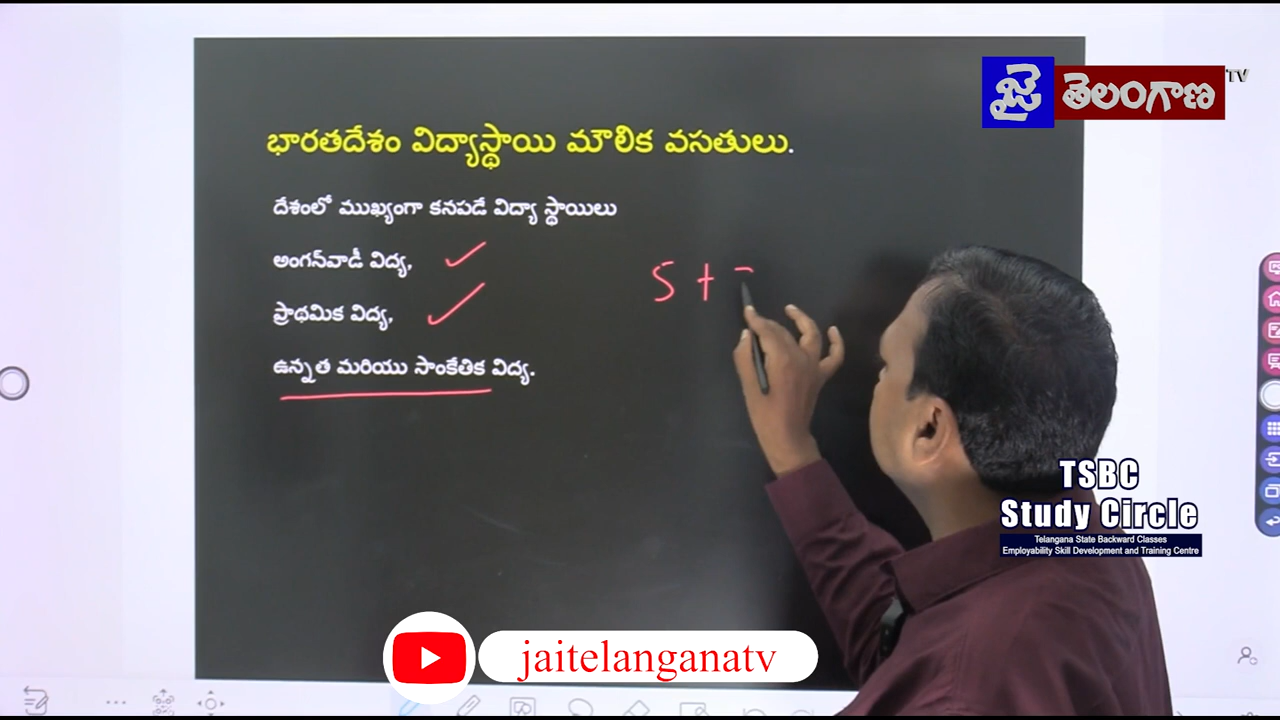 జై తెలంగాణ TV
భారతదేశం విద్యాస్థాయి మౌలిక వసతులు.
దేశంలో ముఖ్యంగా కనపడే విద్యా స్థాయిలు
అంగన్‌వాడీ విద్య,
ప్రాథమిక విద్య,
ఉన్నత మరియు సాంకేతిక విద్య.
5 +
TSBC
Study Circle
Telangana State Backward Classes
Employability Skill Development and Training Centre
jaitelanganatv